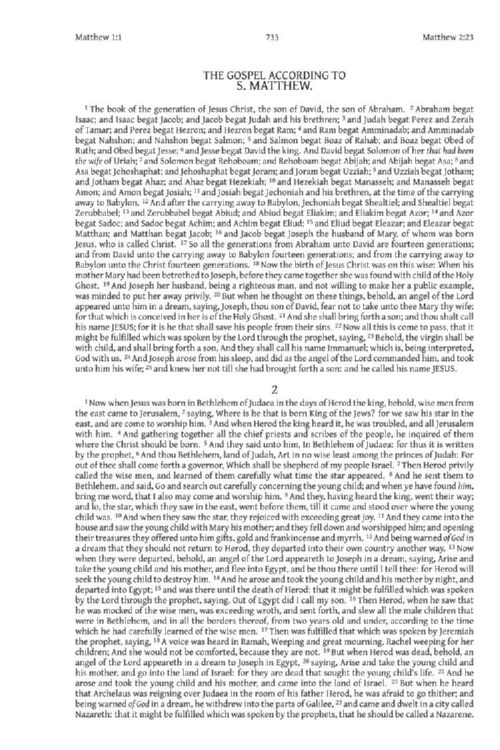 Matthew 1:1 733 Matthew 2:23
THE GOSPEL ACCORDING TO
S. MATTHEW.
1 The book of the generation of Jesus Christ, the son of David, the son of Abraham. 2 Abraham begat
Isaac; and Isaac begat Jacob; and Jacob begat Judah and his brethren; 3 and Judah begat Perez and Zerah
of Tamar; and Perez begat Hezron; and Hezron begat Ram; 4 and Ram begat Amminadab; and Amminadab
begat Nahshon; and Nahshon begat Salmon; 5 and Salmon begat Boaz of Rahab; and Boaz begat Obed of
Ruth; and Obed begat Jesse; 6 and Jesse begat David the king. And David begat Solomon of her that had been
the wife of Uriah; 7 and Solomon begat Rehoboam; and Rehoboam begat Abijah; and Abijah begat Asa; 8 and
Asa begat Jehoshaphat; and Jehoshaphat begat Joram; and Joram begat Uzziah; 9 and Uzziah begat Jotham;
and Jotham begat Ahaz; and Ahaz begat Hezekiah; 10 and Hezekiah begat Manasseh; and Manasseh begat
Amon; and Amon begat Josiah; 11 and Josiah begat Jechoniah and his brethren, at the time of the carrying
away to Babylon. 12 And after the carrying away to Babylon, Jechoniah begat Shealtiel; and Shealtiel begat
Zerubbabel; 13 and Zerubbabel begat Abiud; and Abiud begat Eliakim; and Eliakim begat Azor; 14 and Azor
begat Sadoc; and Sadoc begat Achim; and Achim begat Eliud; 15 and Eliud begat Eleazar; and Eleazar begat
Matthan; and Matthan begat Jacob; 16 and Jacob begat Joseph the husband of Mary, of whom was born
Jesus, who is called Christ. 17 So all the generations from Abraham unto David are fourteen generations;
and from David unto the carrying away to Babylon fourteen generations; and from the carrying away to
Babylon unto the Christ fourteen generations. 18 Now the birth of Jesus Christ was on this wise: When his
mother Mary had been betrothed to Joseph, before they came together she was found with child of the Holy
Ghost. 19 And Joseph her husband, being a righteous man, and not willing to make her a public example,
was minded to put her away privily. 20 But when he thought on these things, behold, an angel of the Lord
appeared unto him in a dream, saying, Joseph, thou son of David, fear not to take unto thee Mary thy wife:
for that which is conceived in her is of the Holy Ghost. 21 And she shall bring forth a son; and thou shalt call
his name JESUS; for it is he that shall save his people from their sins. 22 Now all this is come to pass, that it
might be fulfilled which was spoken by the Lord through the prophet, saying, 23 Behold, the virgin shall be
with child, and shall bring forth a son, And they shall call his name Immanuel; which is, being interpreted,
God with us. 24 And Joseph arose from his sleep, and did as the angel of the Lord commanded him, and took
unto him his wife; 25 and knew her not till she had brought forth a son: and he called his name JESUS.
2
1 Now when Jesus was born in Bethlehem of Judaea in the days of Herod the king, behold, wise men from
the east came to Jerusalem, 2 saying, Where is he that is born King of the Jews? for we saw his star in the
east, and are come to worship him. 3 And when Herod the king heard it, he was troubled, and all Jerusalem
with him. 4 And gathering together all the chief priests and scribes of the people, he inquired of them
where the Christ should be born. 5 And they said unto him, In Bethlehem of Judaea: for thus it is written
by the prophet, 6 And thou Bethlehem, land of Judah, Art in no wise least among the princes of Judah: For
out of thee shall come forth a governor, Which shall be shepherd of my people Israel. 7 Then Herod privily
called the wise men, and learned of them carefully what time the star appeared. 8 And he sent them to
Bethlehem, and said, Go and search out carefully concerning the young child; and when ye have found him,
bring me word, that I also may come and worship him. 9 And they, having heard the king, went their way;
and lo, the star, which they saw in the east, went before them, till it came and stood over where the young
child was. 10 And when they saw the star, they rejoiced with exceeding great joy. 11 And they came into the
house and saw the young child with Mary his mother; and they fell down and worshipped him; and opening
their treasures they offered unto him gifts, gold and frankincense and myrrh. 12 And being warned of God in
a dream that they should not return to Herod, they departed into their own country another way. 13 Now
when they were departed, behold, an angel of the Lord appeareth to Joseph in a dream, saying, Arise and
take the young child and his mother, and flee into Egypt, and be thou there until I tell thee: for Herod will
seek the young child to destroy him. 14 And he arose and took the young child and his mother by night, and
departed into Egypt; 15 and was there until the death of Herod: that it might be fulfilled which was spoken
by the Lord through the prophet, saying, Out of Egypt did I call my son. 16 Then Herod, when he saw that
he was mocked of the wise men, was exceeding wroth, and sent forth, and slew all the male children that
were in Bethlehem, and in all the borders thereof, from two years old and under, according to the time
which he had carefully learned of the wise men. 17 Then was fulfilled that which was spoken by Jeremiah
the prophet, saying, 18 A voice was heard in Ramah, Weeping and great mourning, Rachel weeping for her
children; And she would not be comforted, because they are not. 19 But when Herod was dead, behold, an
angel of the Lord appeareth in a dream to Joseph in Egypt, 20 saying, Arise and take the young child and
his mother, and go into the land of Israel: for they are dead that sought the young child's life. 21 And he
arose and took the young child and his mother, and came into the land of Israel. 22 But when he heard
that Archelaus was reigning over Judaea in the room of his father Herod, he was afraid to go thither; and
being warned of God in a dream, he withdrew into the parts of Galilee, 23 and came and dwelt in a city called
Nazareth: that it might be fulfilled which was spoken by the prophets, that he should be called a Nazarene.